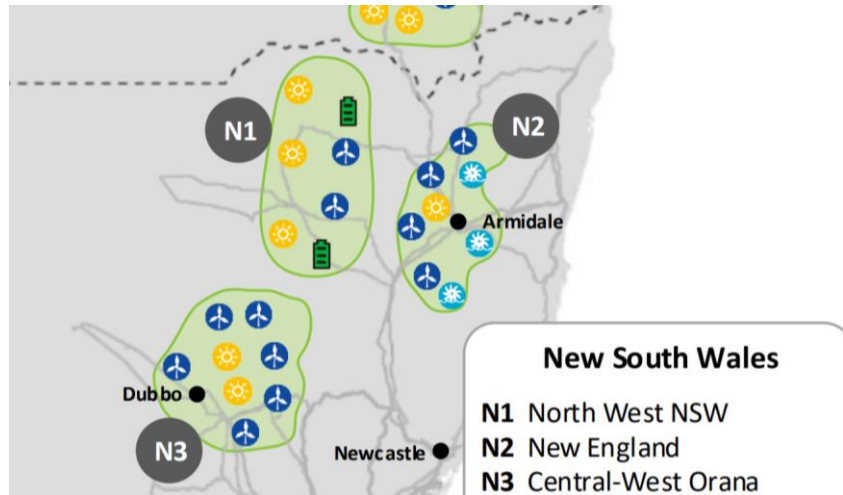 N1
N2
Armidale
Dubbo
N3
Newcastle
New South Wales
N1 North West NSW
N2 New England
N3 Central-West Orana